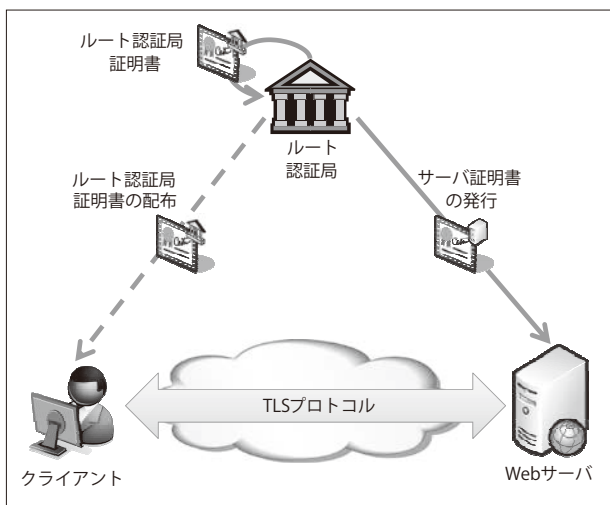 ルート認証局
証明書
ルート
認証局
ルート認証局
証明書の配布
サーバ証明書
の発行
TLSプロトコル
クライアント
Webサーバ